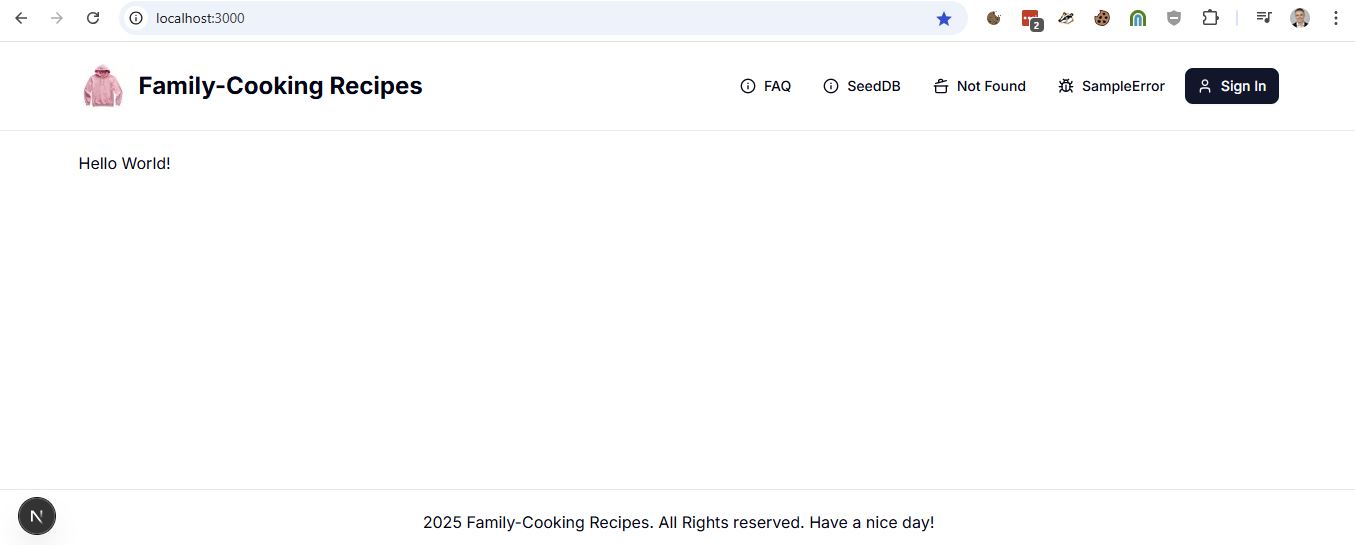 localhost:3000
2
Family-Cooking Recipes
FAQ
SeedDB
Not Found
SampleError
Sign In
Hello World!
N
2025 Family-Cooking Recipes. All Rights reserved. Have a nice day!